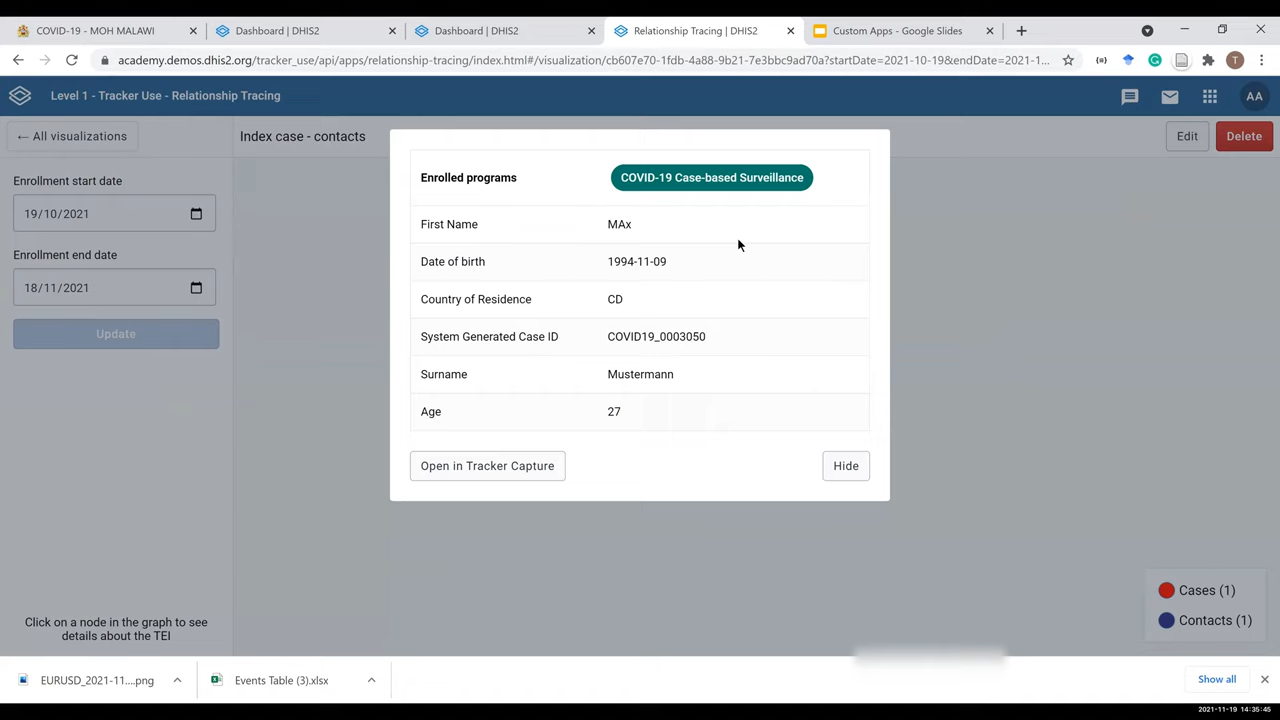 COVID-19 - MOH MALAWI
Dashboard | DHIS2
Dashboard | DHIS2
Relationship Tracing | DHIS2
Custom Apps - Google Slides
academy.demos.dhis2.org/tracker_use/api/apps/relationship-tracing/index.html#/visualization/cb607e70-1fdb-4a88-9b21-7e3bbc9ad70a?startDate=2021-10-19&endDate=2021-1...
T
Level 1 - Tracker Use - Relationship Tracing
AA
← All visualizations
Index case - contacts
Edit
Delete
Enrollment start date
19/10/2021
Enrollment end date
18/11/2021
Update
Enrolled programs
COVID-19 Case-based Surveillance
First Name
MAx
Date of birth
1994-11-09
Country of Residence
CD
System Generated Case ID
COVID19_0003050
Surname
Mustermann
Age
27
Open in Tracker Capture
Hide
Click on a node in the graph to see
details about the TEI
Cases (1)
Contacts (1)
EURUSD_2021-11....png
Events Table (3).xlsx
Show all
2021-11-19 14:35:45